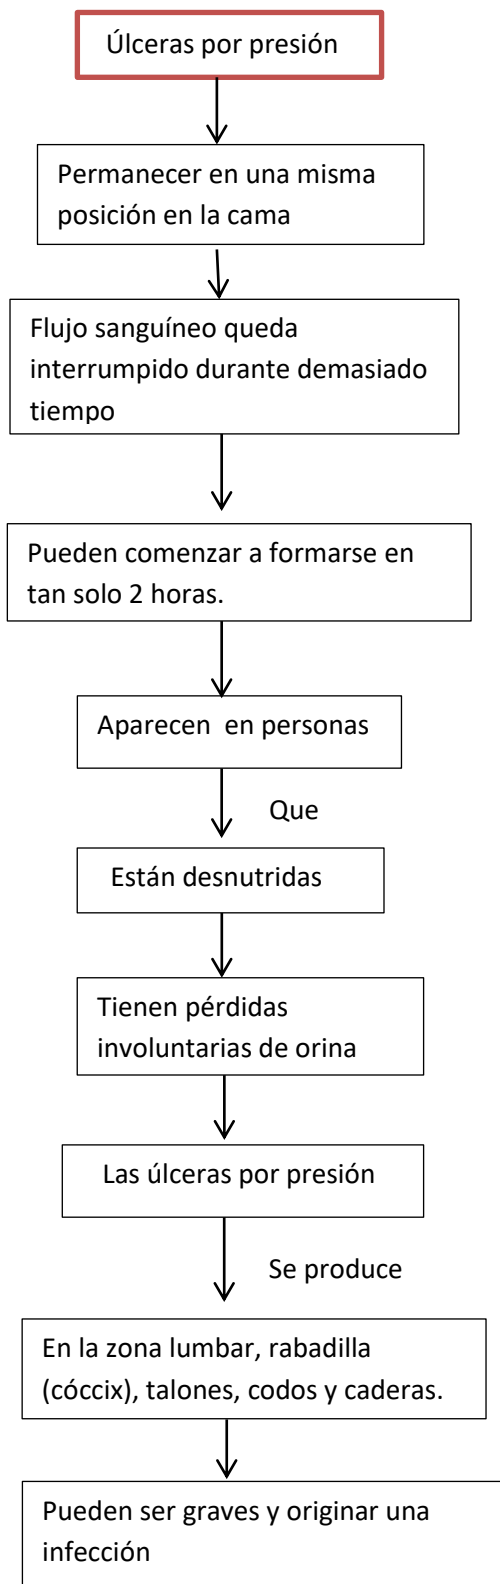 Úlceras por presión
Permanecer en una misma
posición en la cama
Flujo sanguíneo queda
interrumpido durante demasiado
tiempo
Pueden comenzar a formarse en
tan solo 2 horas.
Aparecen  en personas
Que
Están desnutridas
Tienen pérdidas
involuntarias de orina
Las úlceras por presión
Se produce
En la zona lumbar, rabadilla
(cóccix), talones, codos y caderas.
Pueden ser graves y originar una
infección